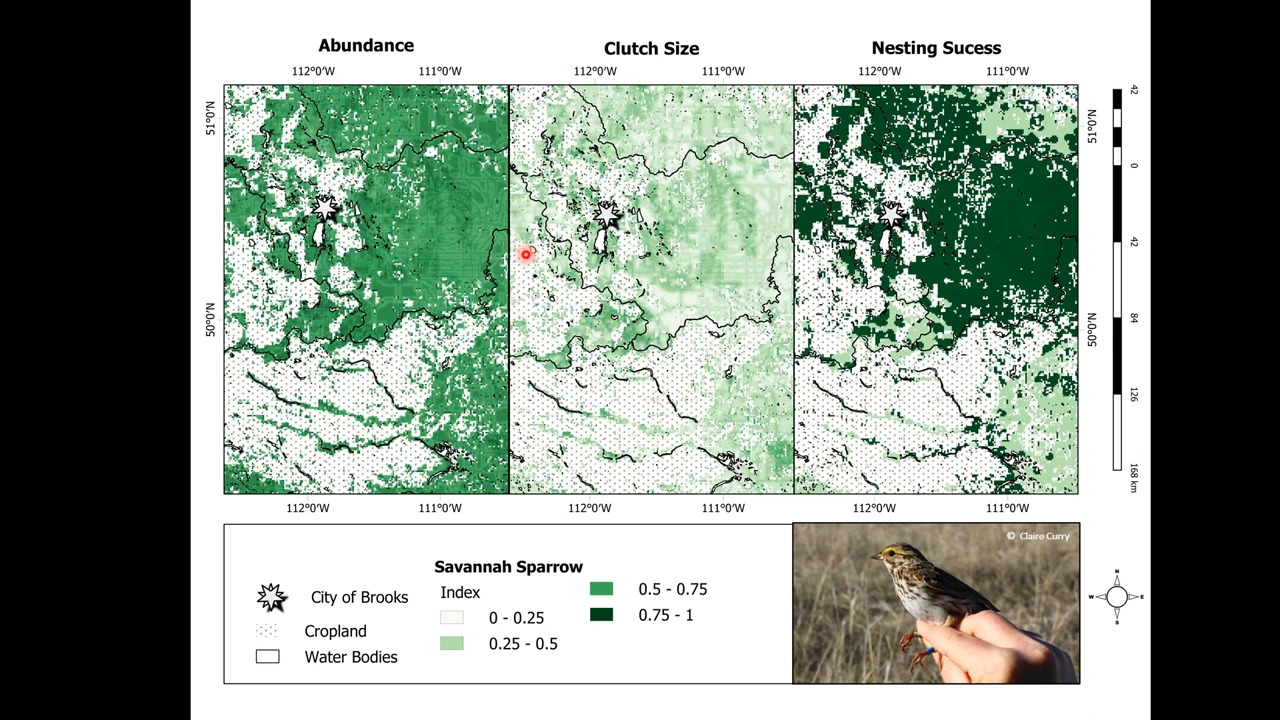 Abundance
Clutch Size
Nesting Sucess
112°0'W 111°0'W 112°0'W 111°0'W 112°0'W 111°0'W
51°0'N
50°0'N
51°0'N
50°0'N
42
0
42
84
126
168 km
112°0'W 111°0'W 112°0'W 111°0'W 112°0'W 111°0'W
City of Brooks
Cropland
Water Bodies
Savannah Sparrow
Index
0 - 0.25
0.25 - 0.5
0.5 - 0.75
0.75 - 1
© Claire Curry
N
W E
S